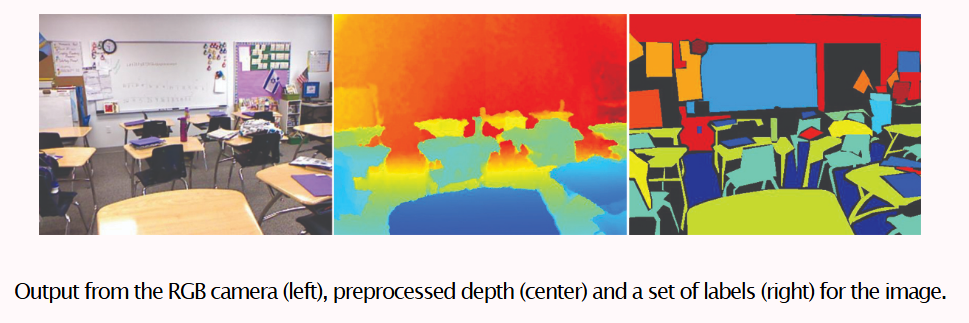 Output from the RGB camera (left), preprocessed depth (center) and a set of labels (right) for the image.